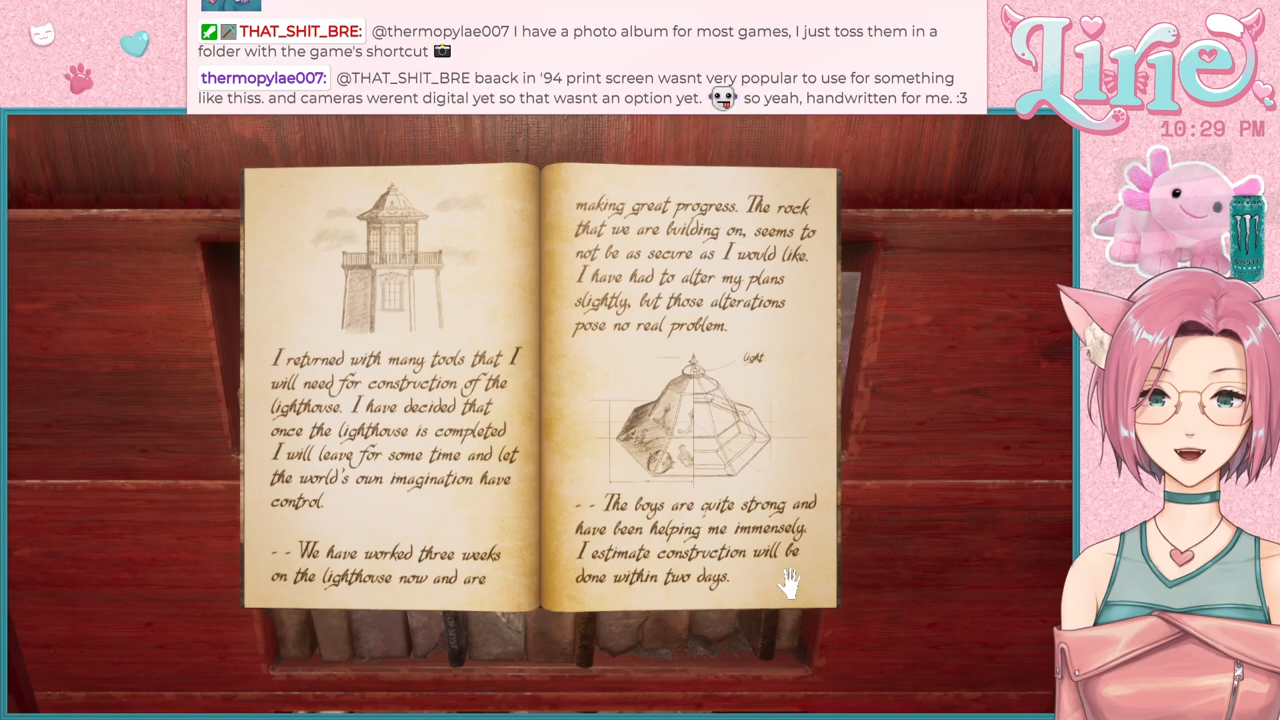 THAT_SHIT_BRE: @thermopylae007 I have a photo album for most games, I just toss them in a
folder with the game's shortcut
thermopylae007: @THAT_SHIT_BRE baack in '94 print screen wasnt very popular to use for something
like thiss. and cameras werent digital yet so that wasnt an option yet. so yeah, handwritten for me. :3
Lirie
10:29 PM
I returned with many tools that I
will need for construction of the
lighthouse. I have decided that
once the lighthouse is completed
I will leave for some time and let
the world's own imagination have
control.
- - We have worked three weeks
on the lighthouse now and are
making great progress. The rock
that we are building on, seems to
not be as secure as I would like.
I have had to alter my plans
slightly, but those alterations
pose no real problem.
light
- - The boys are quite strong and
have been helping me immensely.
I estimate construction will be
done within two days.